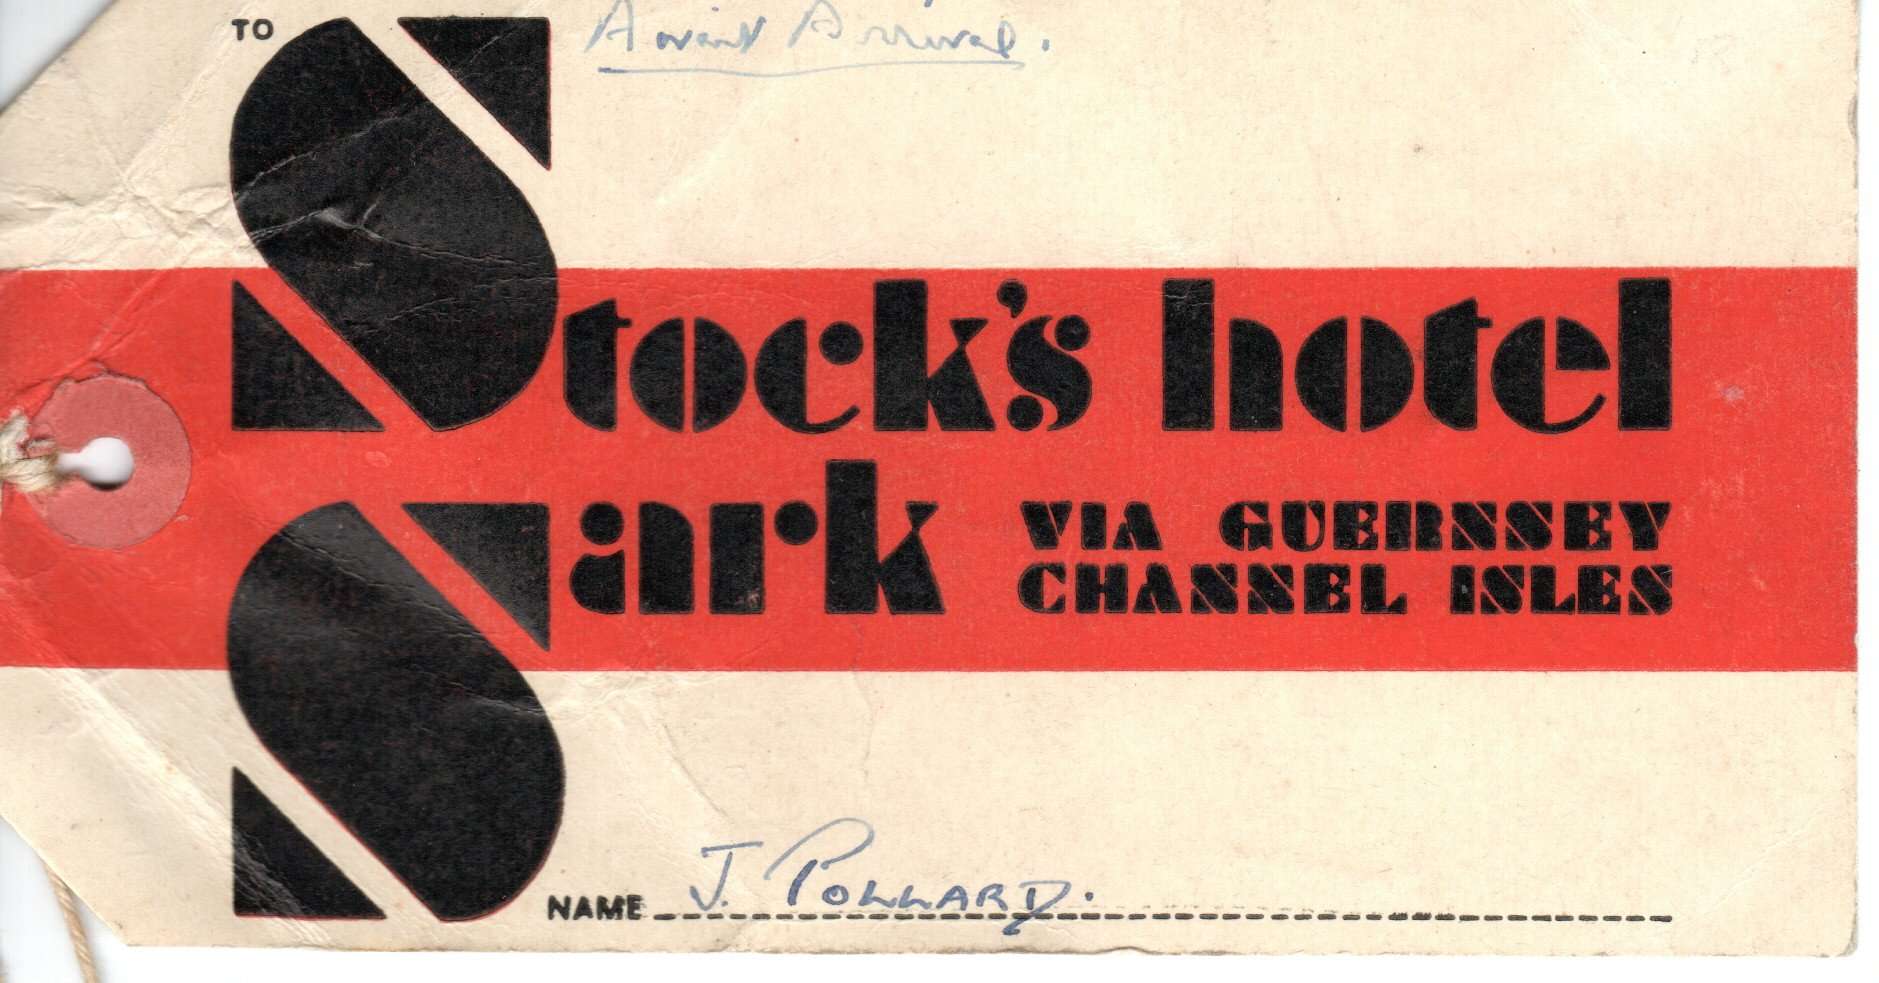 TO Await Arrival.
Stock's hotel
Sark VIA GUERNSEY
CHANNEL ISLES
NAME J. POLLARD.